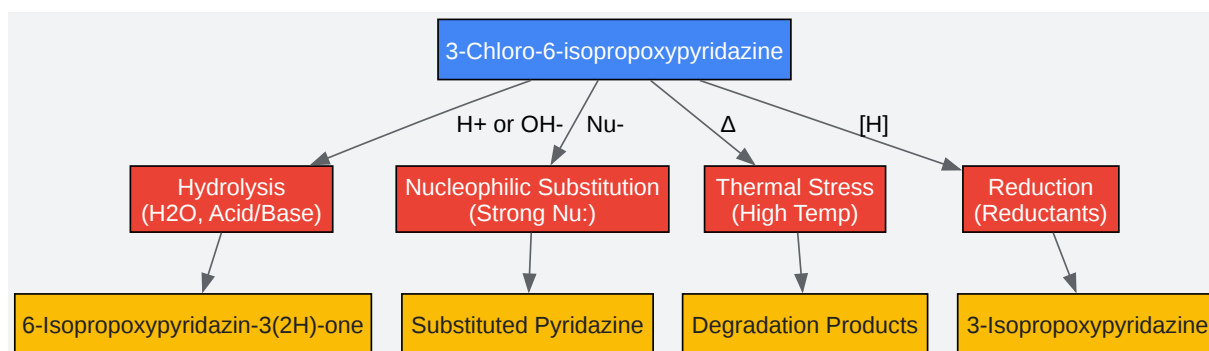 3-Chloro-6-isopropoxypyridazine
H+ or OH-
Nu-
Δ
[H]
Hydrolysis
(H2O, Acid/Base)
Nucleophilic Substitution
(Strong Nu:)
Thermal Stress
(High Temp)
Reduction
(Reductants)
6-Isopropoxypyridazin-3(2H)-one
Substituted Pyridazine
Degradation Products
3-Isopropoxypyridazine